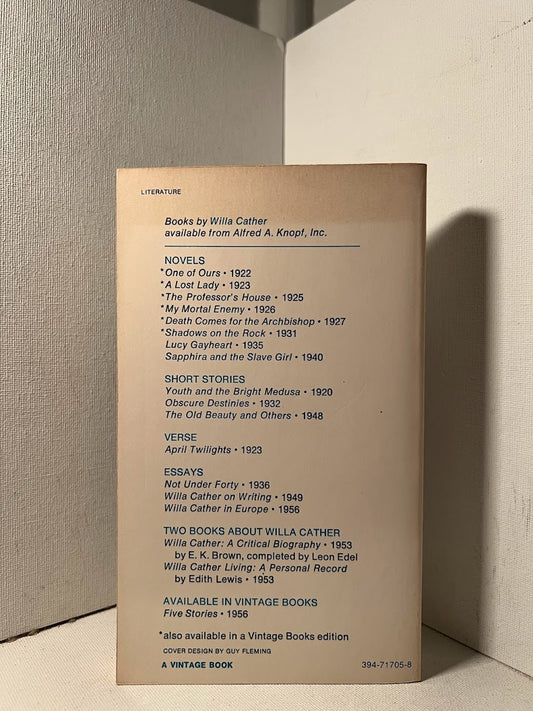 LITERATURE
Books by Willa Cather
available from Alfred A. Knopf, Inc.
NOVELS
*One of Ours • 1922
*A Lost Lady • 1923
*The Professor's House • 1925
*My Mortal Enemy • 1926
*Death Comes for the Archbishop • 1927
*Shadows on the Rock • 1931
Lucy Gayheart • 1935
Sapphira and the Slave Girl • 1940
SHORT STORIES
Youth and the Bright Medusa • 1920
Obscure Destinies • 1932
The Old Beauty and Others • 1948
VERSE
April Twilights • 1923
ESSAYS
Not Under Forty • 1936
Willa Cather on Writing • 1949
Willa Cather in Europe • 1956
TWO BOOKS ABOUT WILLA CATHER
Willa Cather: A Critical Biography • 1953
by E. K. Brown, completed by Leon Edel
Willa Cather Living: A Personal Record
by Edith Lewis • 1953
AVAILABLE IN VINTAGE BOOKS
Five Stories • 1956
*also available in a Vintage Books edition
COVER DESIGN BY GUY FLEMING
A VINTAGE BOOK 394-71705-8